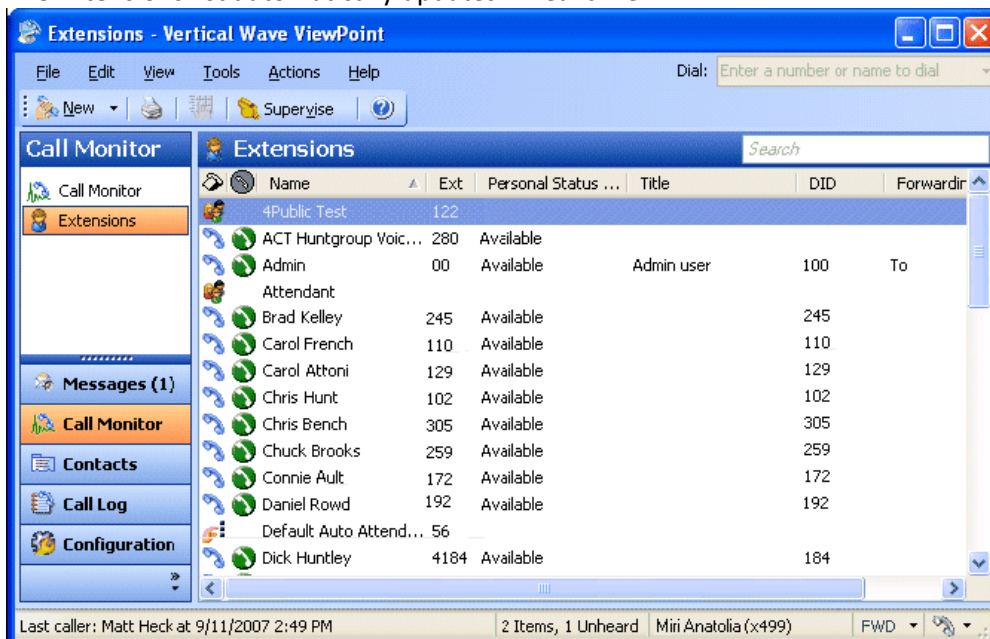 Extensions - Vertical Wave ViewPoint
File Edit View Tools Actions Help Dial: Enter a number or name to dial
New Supervise
Call Monitor Extensions Search
Call Monitor
Extensions
Name Ext Personal Status ... Title DID Forwardin
4Public Test 122
ACT Huntgroup Voic... 280 Available
Admin 00 Available Admin user 100 To
Attendant
Brad Kelley 245 Available 245
Carol French 110 Available 110
Carol Attoni 129 Available 129
Chris Hunt 102 Available 102
Chris Bench 305 Available 305
Chuck Brooks 259 Available 259
Connie Ault 172 Available 172
Daniel Rowd 192 Available 192
Default Auto Attend... 56
Dick Huntley 4184 Available 184
Messages (1)
Call Monitor
Contacts
Call Log
Configuration
Last caller: Matt Heck at 9/11/2007 2:49 PM 2 Items, 1 Unheard Miri Anatolia (x499) FWD